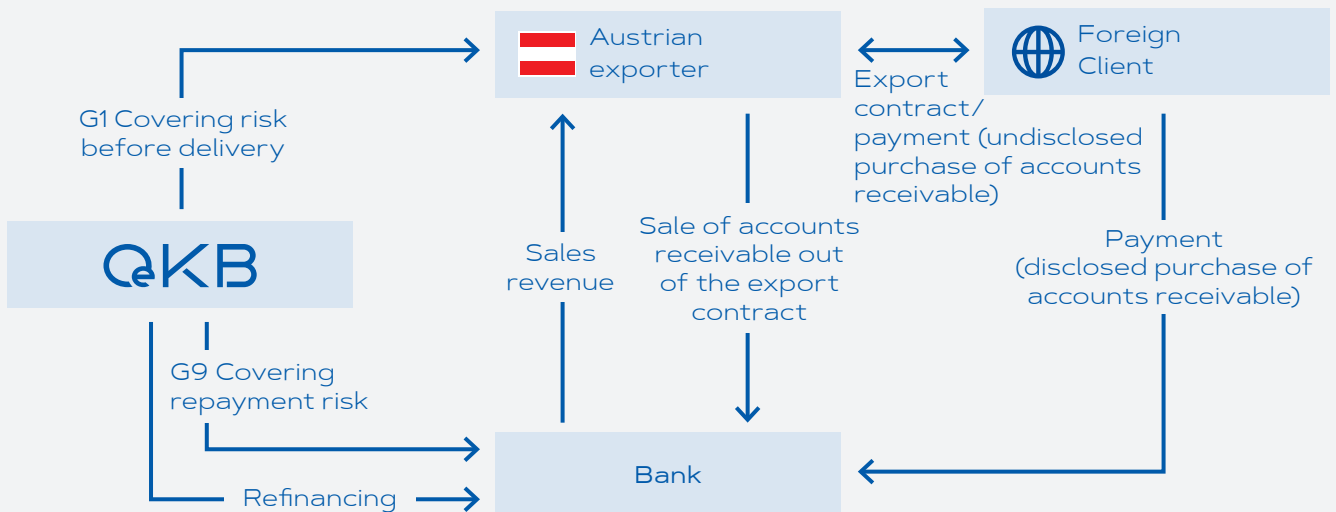 Austrian
exporter
Foreign
Client
Export
contract/
payment (undisclosed
purchase of accounts
receivable)
G1 Covering risk
before delivery
OeKB
Sales
revenue
Sale of accounts
receivable out
of the export
contract
Payment
(disclosed purchase of
accounts receivable)
G9 Covering
repayment risk
Bank
Refinancing